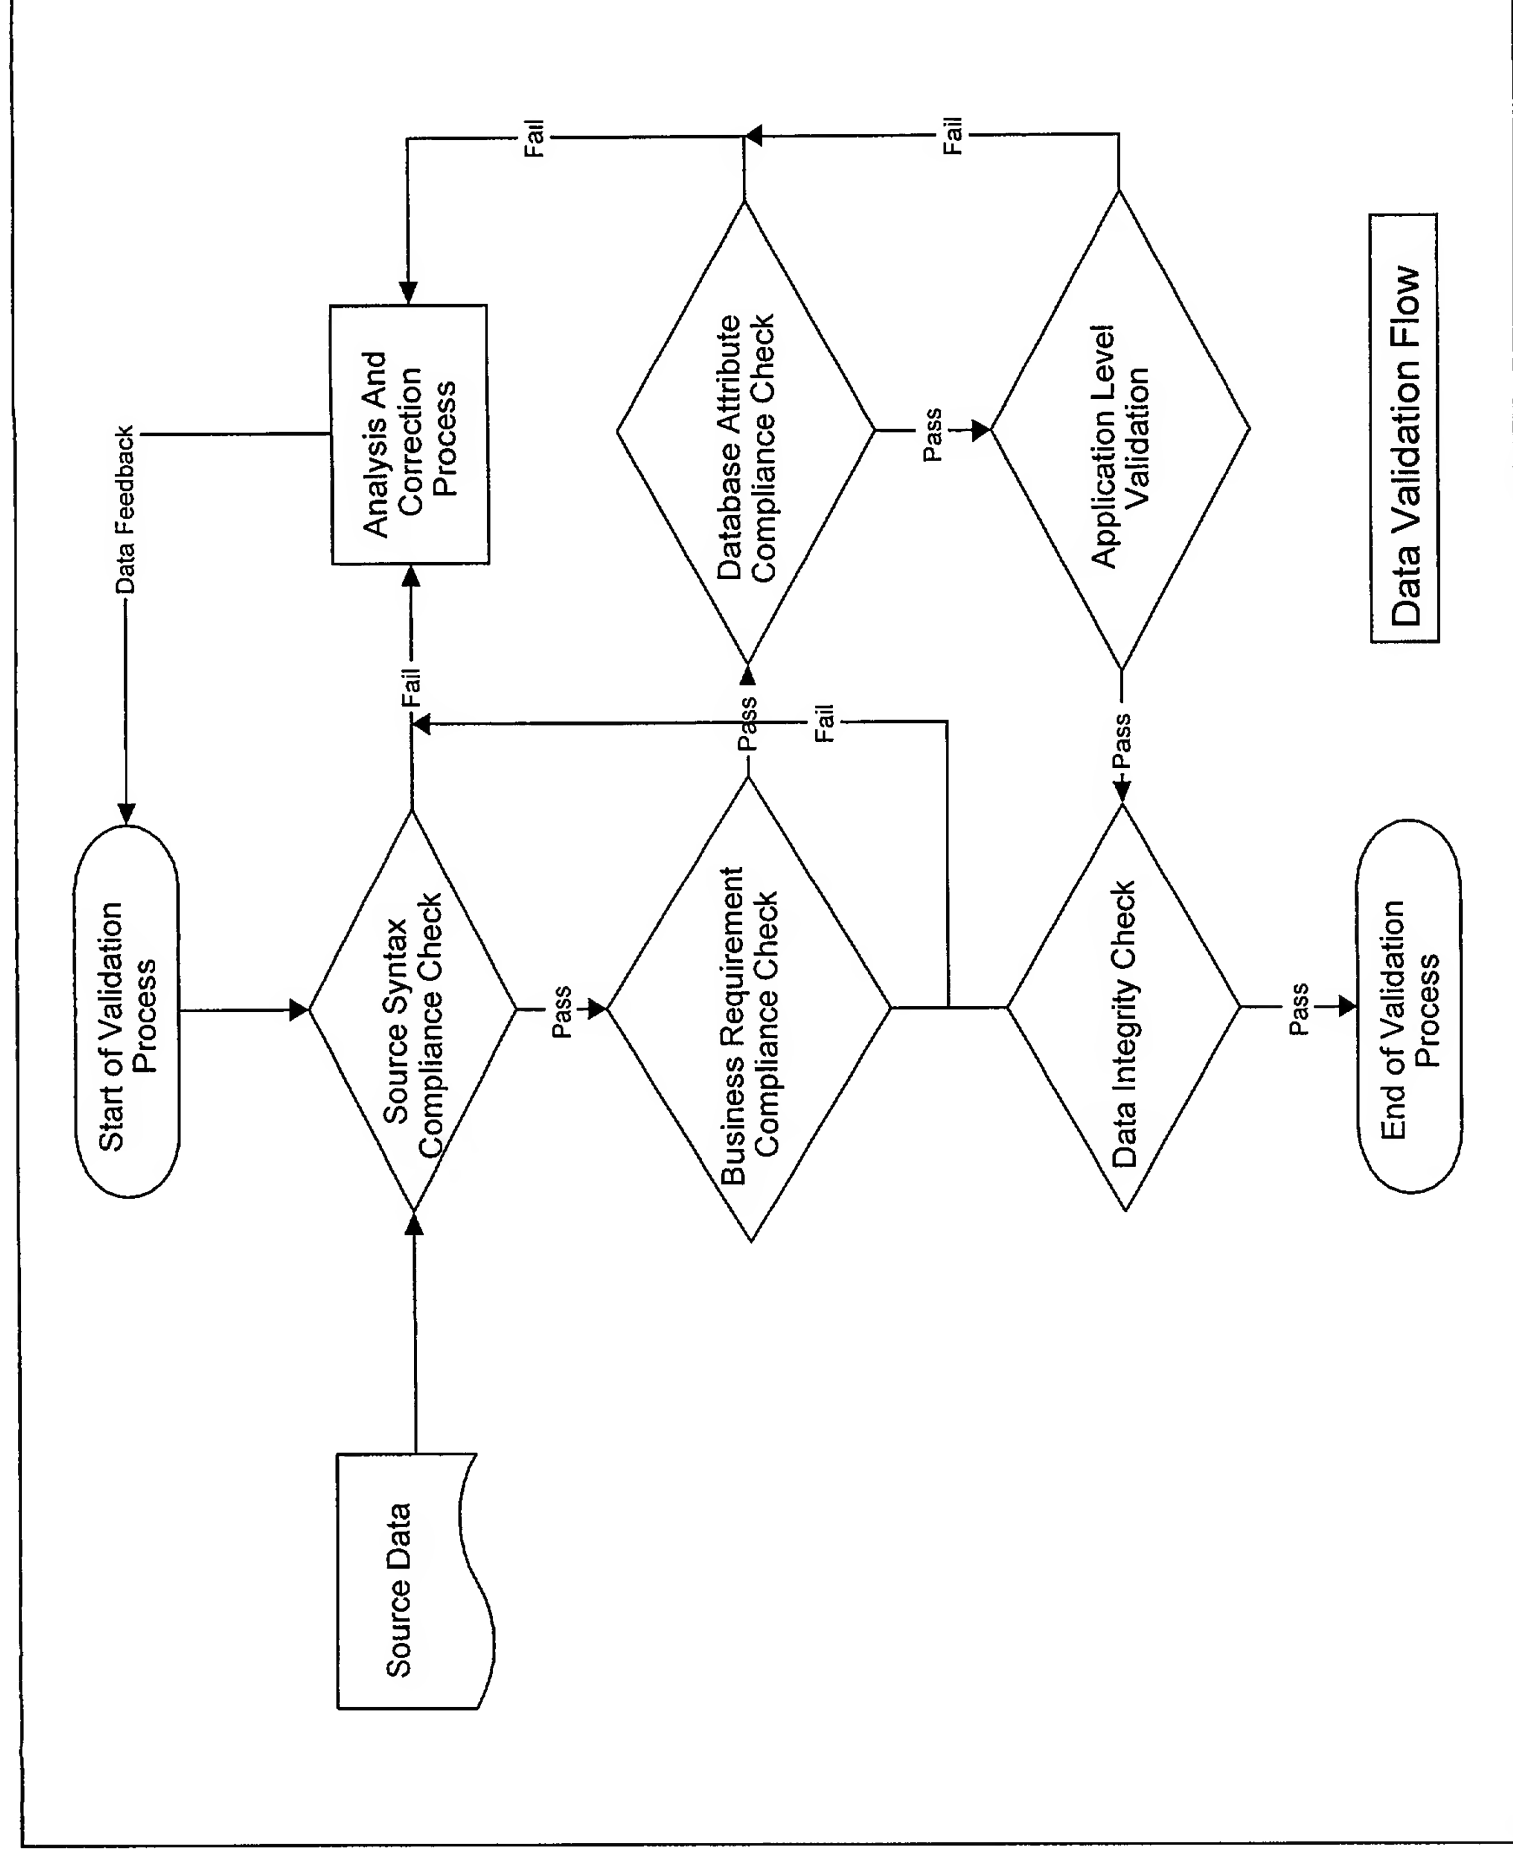 Start of Validation
Process
Data Feedback
Source Data
Source Syntax
Compliance Check
Fail
Analysis And
Correction
Process
Fail
Pass
Business Requirement
Compliance Check
Pass
Fail
Database Attribute
Compliance Check
Pass
Fail
Data Integrity Check
Pass
Application Level
Validation
Pass
End of Validation
Process
Data Validation Flow